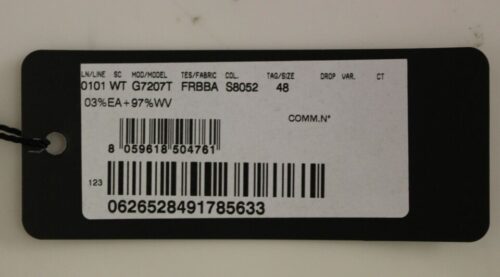 LN/LINE SC MOD/MODEL TES/FABRIC COL. TAG/SIZE DROP VAR. CT
0101 WT G7207T FRBBA S8052 48
03%EA+97%WV
COMM.N°
8 059618 504761
123
0626528491785633